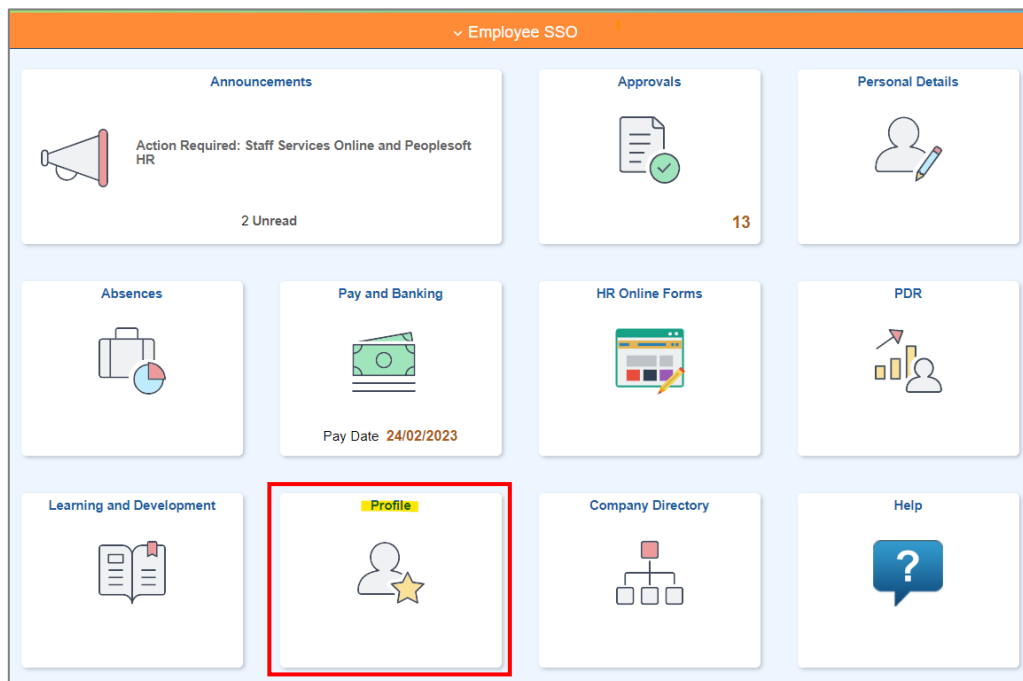 Employee SSO
Announcements
Action Required: Staff Services Online and Peoplesoft
HR
2 Unread
Approvals
13
Personal Details
Absences
Pay and Banking
Pay Date 24/02/2023
HR Online Forms
PDR
Learning and Development
Profile
Company Directory
Help
?